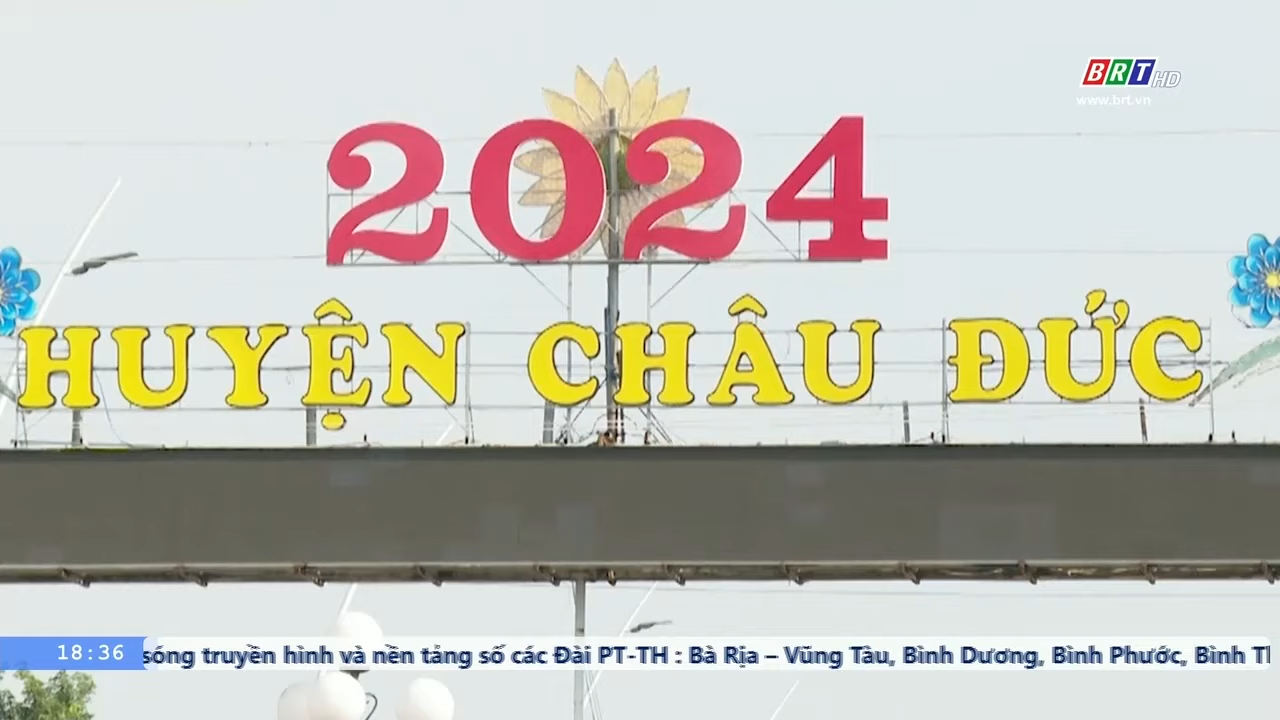 BRT HD
www.brt.vn
2024
HUYỆN CHÂU ĐỨC
18:36 sóng truyền hình và nền tảng số các Đài PT-TH : Bà Rịa – Vũng Tàu, Bình Dương, Bình Phước, Bình